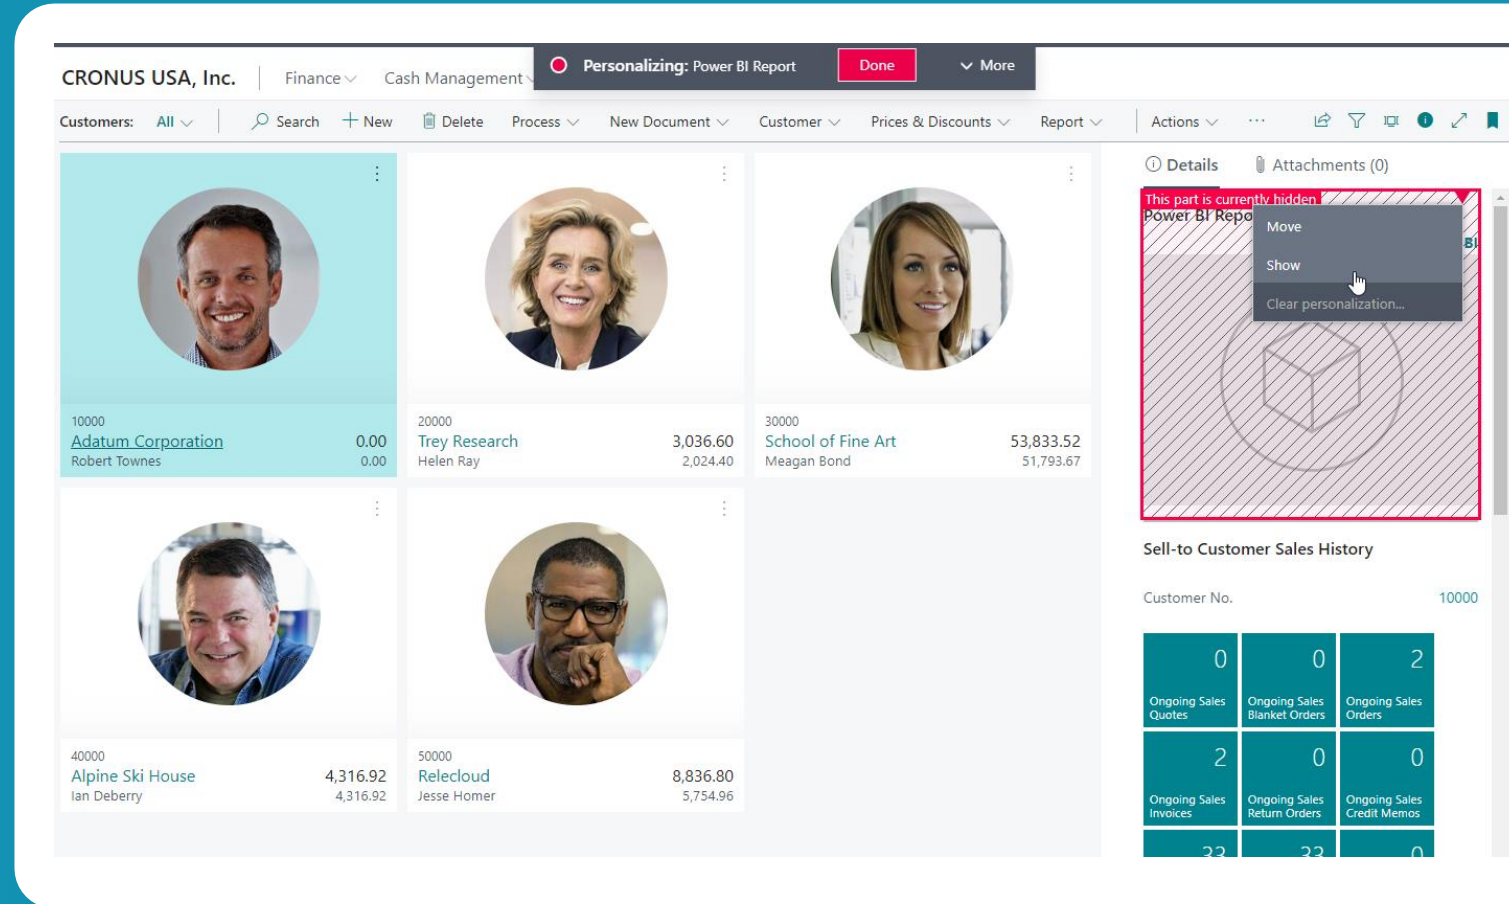 Personalizing: Power BI Report Done More
CRONUS USA, Inc. Finance Cash Management
Customers: All Search New Delete Process New Document Customer Prices & Discounts Report Actions ...
Details Attachments (0)
This part is currently hidden
Power BI Repo
BI
Move
Show
Clear personalization...
10000
Adatum Corporation 0.00
Robert Townes 0.00
20000
Trey Research 3,036.60
Helen Ray 2,024.40
30000
School of Fine Art 53,833.52
Meagan Bond 51,793.67
40000
Alpine Ski House 4,316.92
Ian Deberry 4,316.92
50000
Relecloud 8,836.80
Jesse Homer 5,754.96
Sell-to Customer Sales History
Customer No. 10000
0
Ongoing Sales
Quotes
0
Ongoing Sales
Blanket Orders
2
Ongoing Sales
Orders
2
Ongoing Sales
Invoices
0
Ongoing Sales
Return Orders
0
Ongoing Sales
Credit Memos
33
33
0